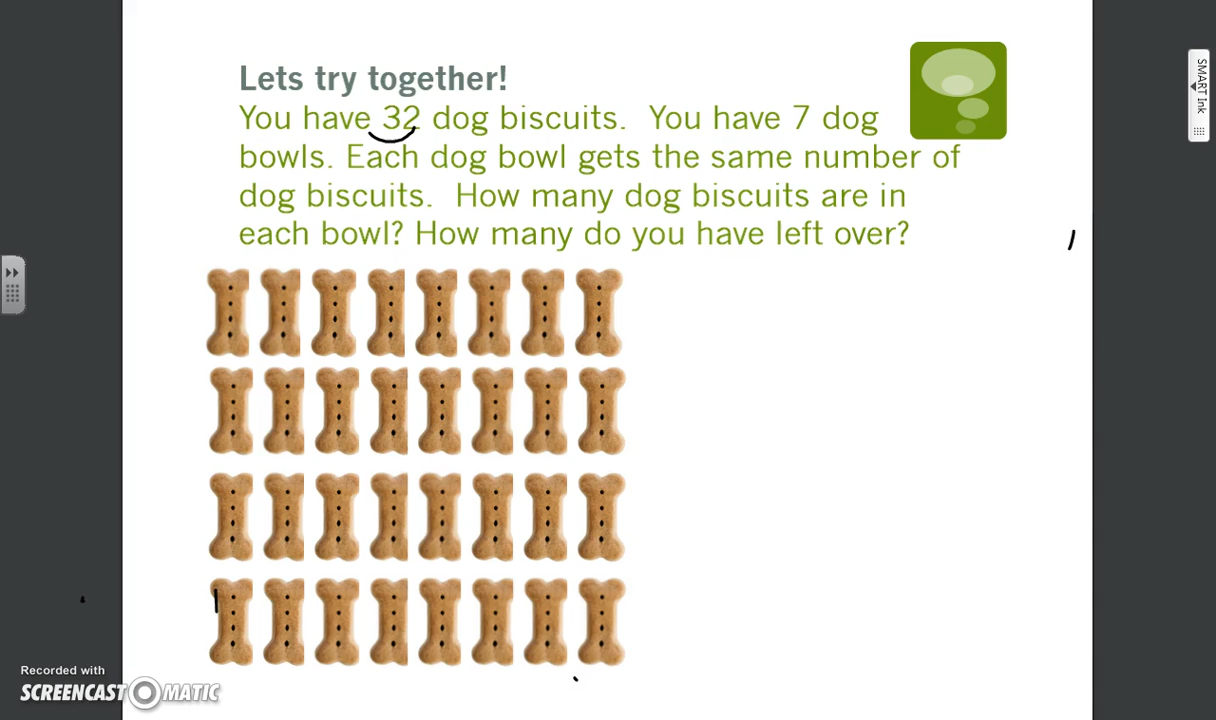 Lets try together!
You have 32 dog biscuits.  You have 7 dog
bowls. Each dog bowl gets the same number of
dog biscuits.  How many dog biscuits are in
each bowl? How many do you have left over?
SMART Ink
Recorded with
SCREENCAST MATIC